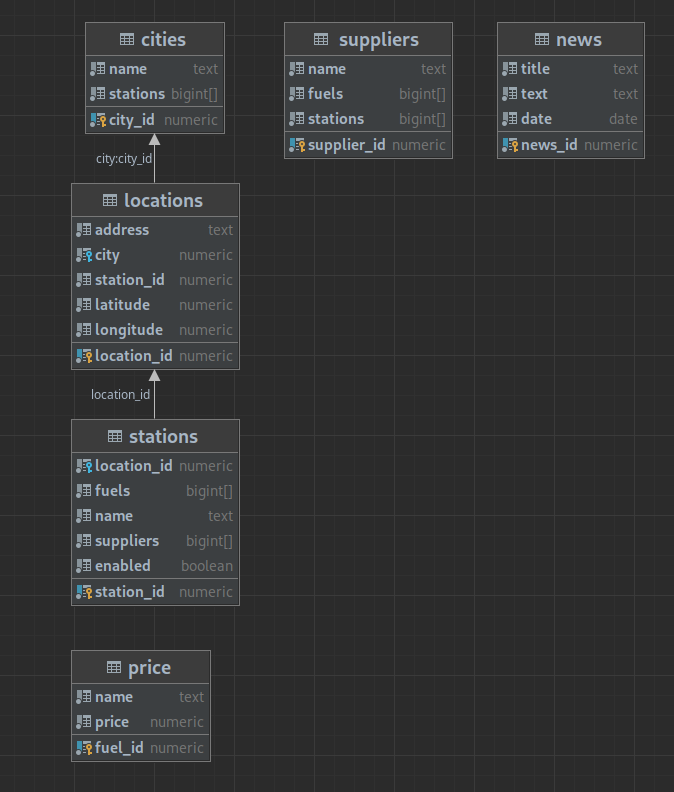 cities
name text
stations bigint[]
city_id numeric
city:city_id
locations
address text
city numeric
station_id numeric
latitude numeric
longitude numeric
location_id numeric
location_id
stations
location_id numeric
fuels bigint[]
name text
suppliers bigint[]
enabled boolean
station_id numeric
price
name text
price numeric
fuel_id numeric
suppliers
name text
fuels bigint[]
stations bigint[]
supplier_id numeric
news
title text
text text
date date
news_id numeric